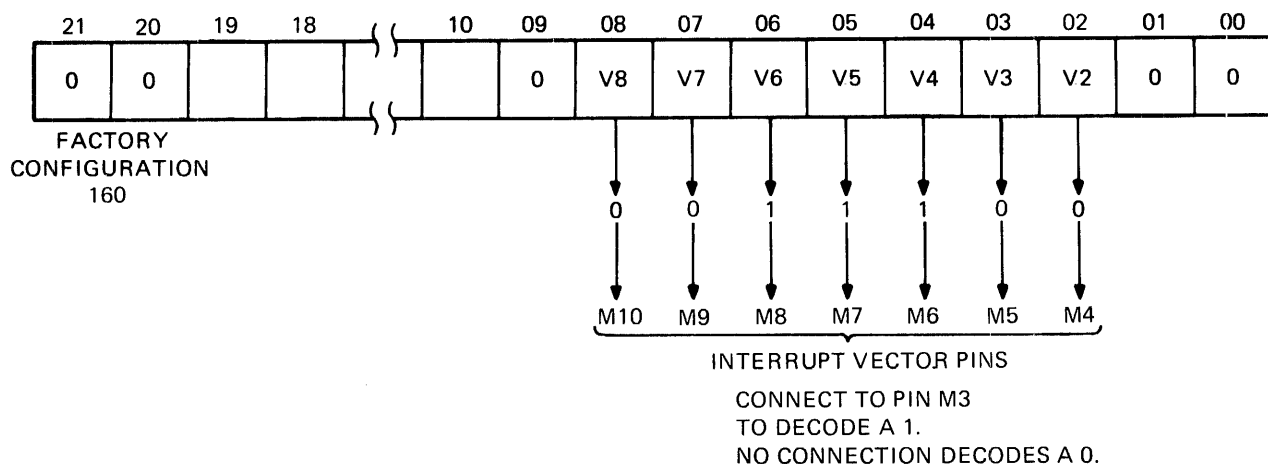 21 20 19 18 10 09 08 07 06 05 04 03 02 01 00
0 0 0 V8 V7 V6 V5 V4 V3 V2 0 0
FACTORY
CONFIGURATION
160
0 0 1 1 1 0 0
M10 M9 M8 M7 M6 M5 M4
INTERRUPT VECTOR PINS
CONNECT TO PIN M3
TO DECODE A 1.
NO CONNECTION DECODES A 0.